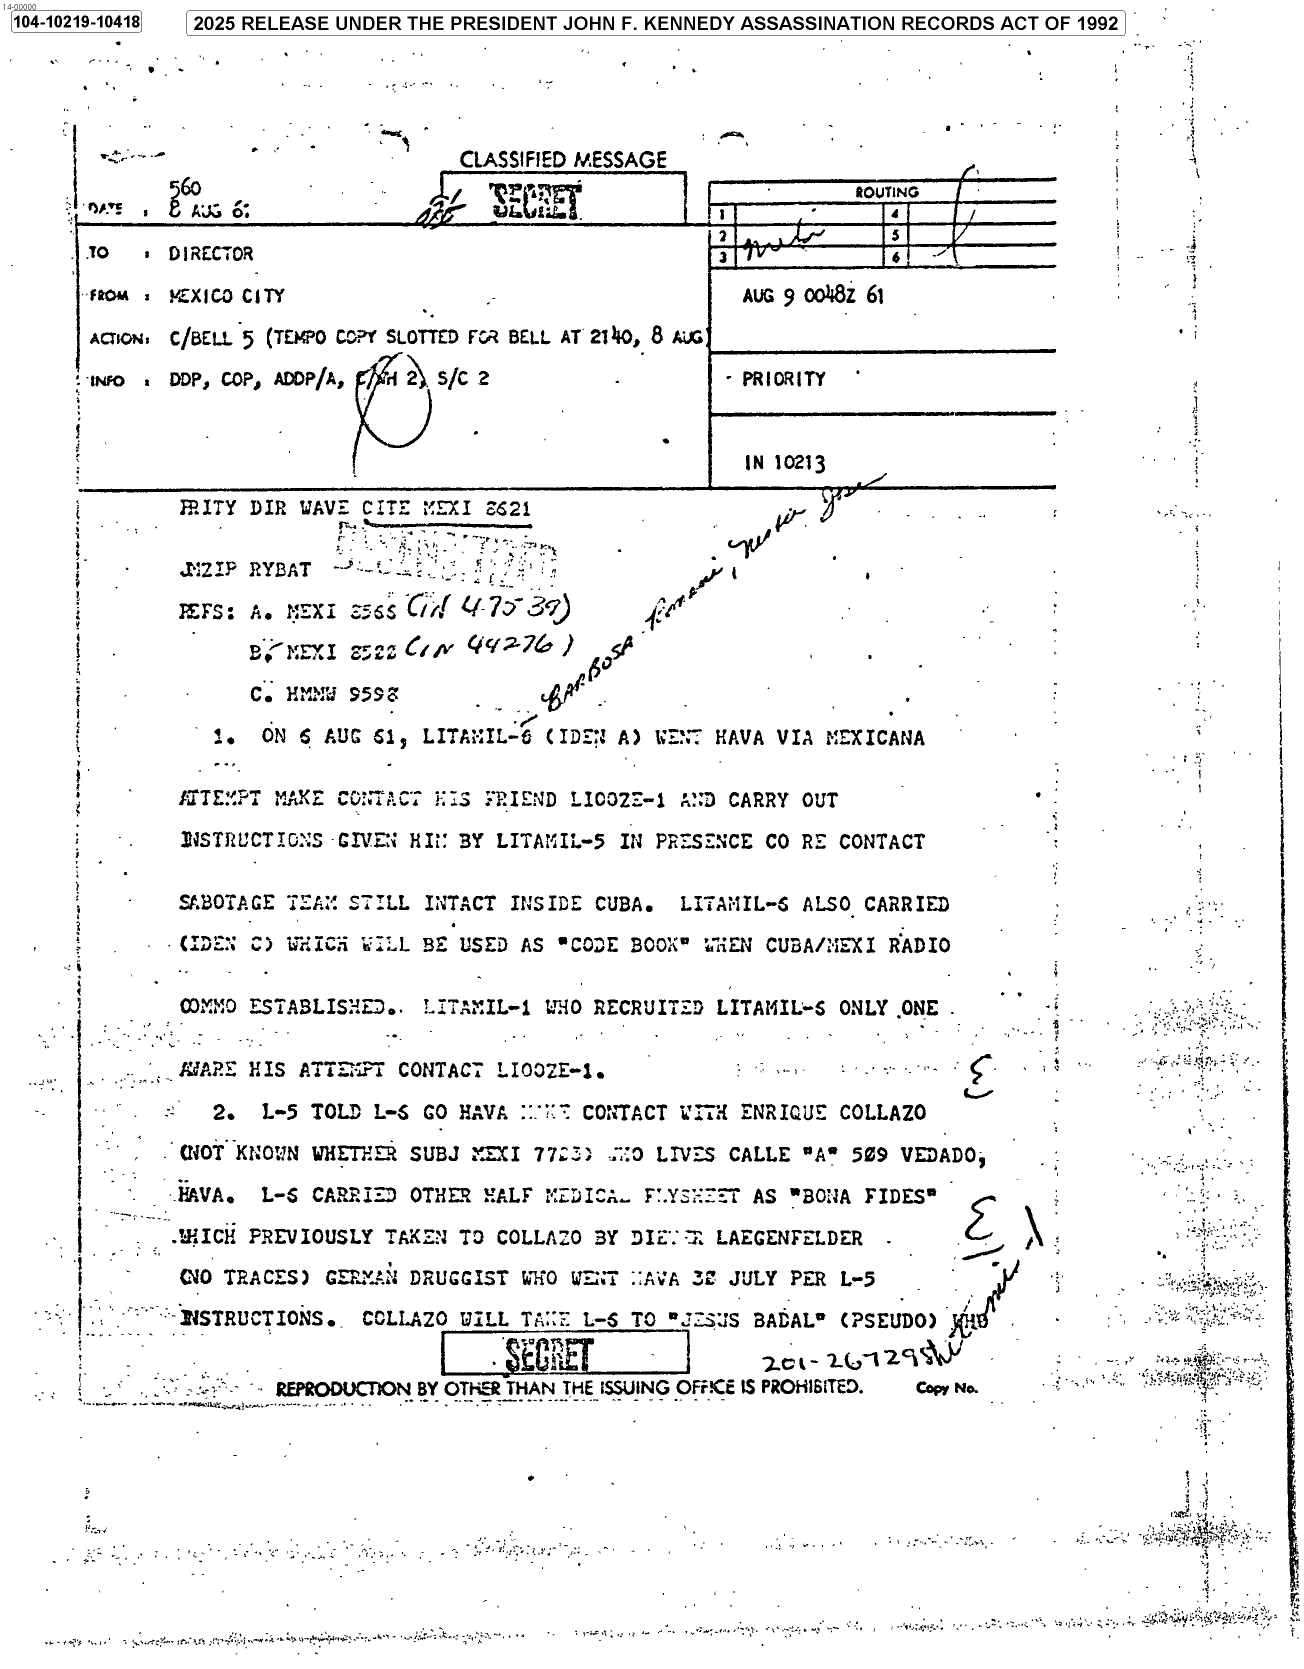 14-00000
104-10219-10418
2025 RELEASE UNDER THE PRESIDENT JOHN F. KENNEDY ASSASSINATION RECORDS ACT OF 1992
CLASSIFIED MESSAGE
560
DATE : 8 AUG 61
SECRET
ROUTING
1 4
2 5
3 6
TO : DIRECTOR
FROM : MEXICO CITY
AUG 9 0048Z 61
ACTION: C/BELL 5 (TEMPO COPY SLOTTED FOR BELL AT 2140, 8 AUG)
INFO : DDP, COP, ADDP/A, C/WH 2, S/C 2
- PRIORITY
IN 10213
PRITY DIR WAVE CITE MEXI 8621
JMZIP RYBAT
REFS: A. MEXI 8568 (IN 47539)
B. MEXI 8522 (IN 44276)
C. HMMW 9598
BARBOSA
1. ON 6 AUG 61, LITAMIL-6 (IDEN A) WENT HAVA VIA MEXICANA
ATTEMPT MAKE CONTACT HIS FRIEND LIOOZE-1 AND CARRY OUT
INSTRUCTIONS GIVEN HIM BY LITAMIL-5 IN PRESENCE CO RE CONTACT
SABOTAGE TEAM STILL INTACT INSIDE CUBA. LITAMIL-6 ALSO CARRIED
(IDEN C) WHICH WILL BE USED AS "CODE BOOK" WHEN CUBA/MEXI RADIO
COMMO ESTABLISHED. LITAMIL-1 WHO RECRUITED LITAMIL-6 ONLY ONE
AWARE HIS ATTEMPT CONTACT LIOOZE-1.
2. L-5 TOLD L-6 GO HAVA MAKE CONTACT WITH ENRIQUE COLLAZO
(NOT KNOWN WHETHER SUBJ MEXI WHO LIVES CALLE "A" 509 VEDADO,
HAVA. L-6 CARRIED OTHER HALF MEDICAL FLYSHEET AS "BONA FIDES"
WHICH PREVIOUSLY TAKEN TO COLLAZO BY DIETER LAEGENFELDER
(NO TRACES) GERMAN DRUGGIST WHO WENT HAVA JULY PER L-5
INSTRUCTIONS. COLLAZO WILL TAKE L-6 TO "JESUS BADAL" (PSEUDO) WHO
SECRET
201-267298
REPRODUCTION BY OTHER THAN THE ISSUING OFFICE IS PROHIBITED. Copy No.